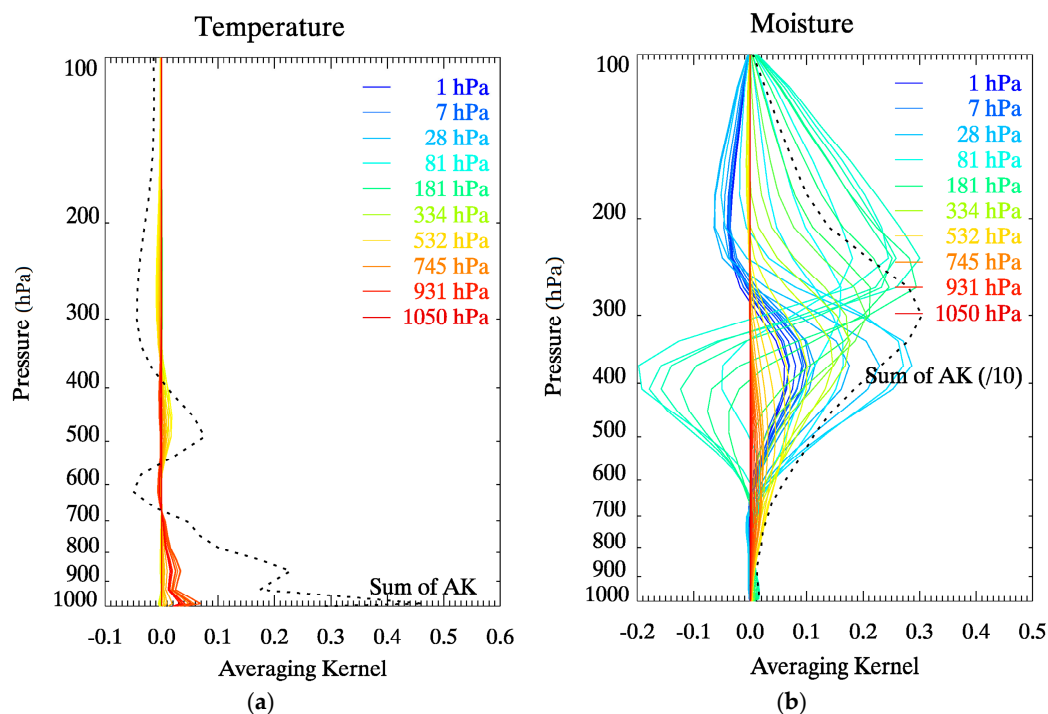 Temperature
100
200
300
400
500
600
700
800
900
1000
Pressure (hPa)
1 hPa
7 hPa
28 hPa
81 hPa
181 hPa
334 hPa
532 hPa
745 hPa
931 hPa
1050 hPa
Sum of AK
-0.1 0.0 0.1 0.2 0.3 0.4 0.5 0.6
Averaging Kernel
(a)
Moisture
100
200
300
400
500
600
700
800
900
1000
Pressure (hPa)
1 hPa
7 hPa
28 hPa
81 hPa
181 hPa
334 hPa
532 hPa
745 hPa
931 hPa
1050 hPa
Sum of AK (/10)
-0.2 -0.1 0.0 0.1 0.2 0.3 0.4 0.5
Averaging Kernel
(b)